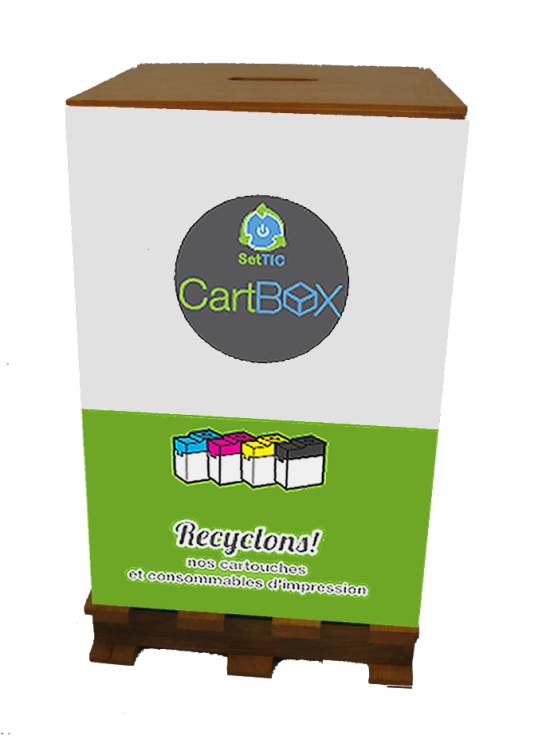 SetTIC
CartBOX
Recyclons!
nos cartouches
et consommables d'impression